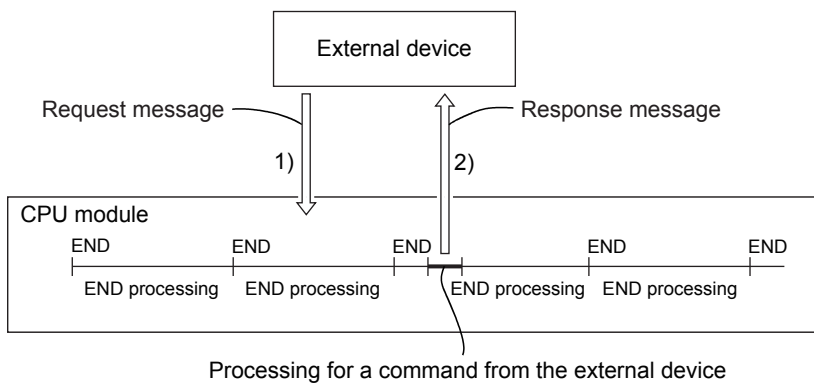 External device
Request message
Response message
1)
2)
CPU module
END END END END END
END processing END processing END processing END processing
Processing for a command from the external device